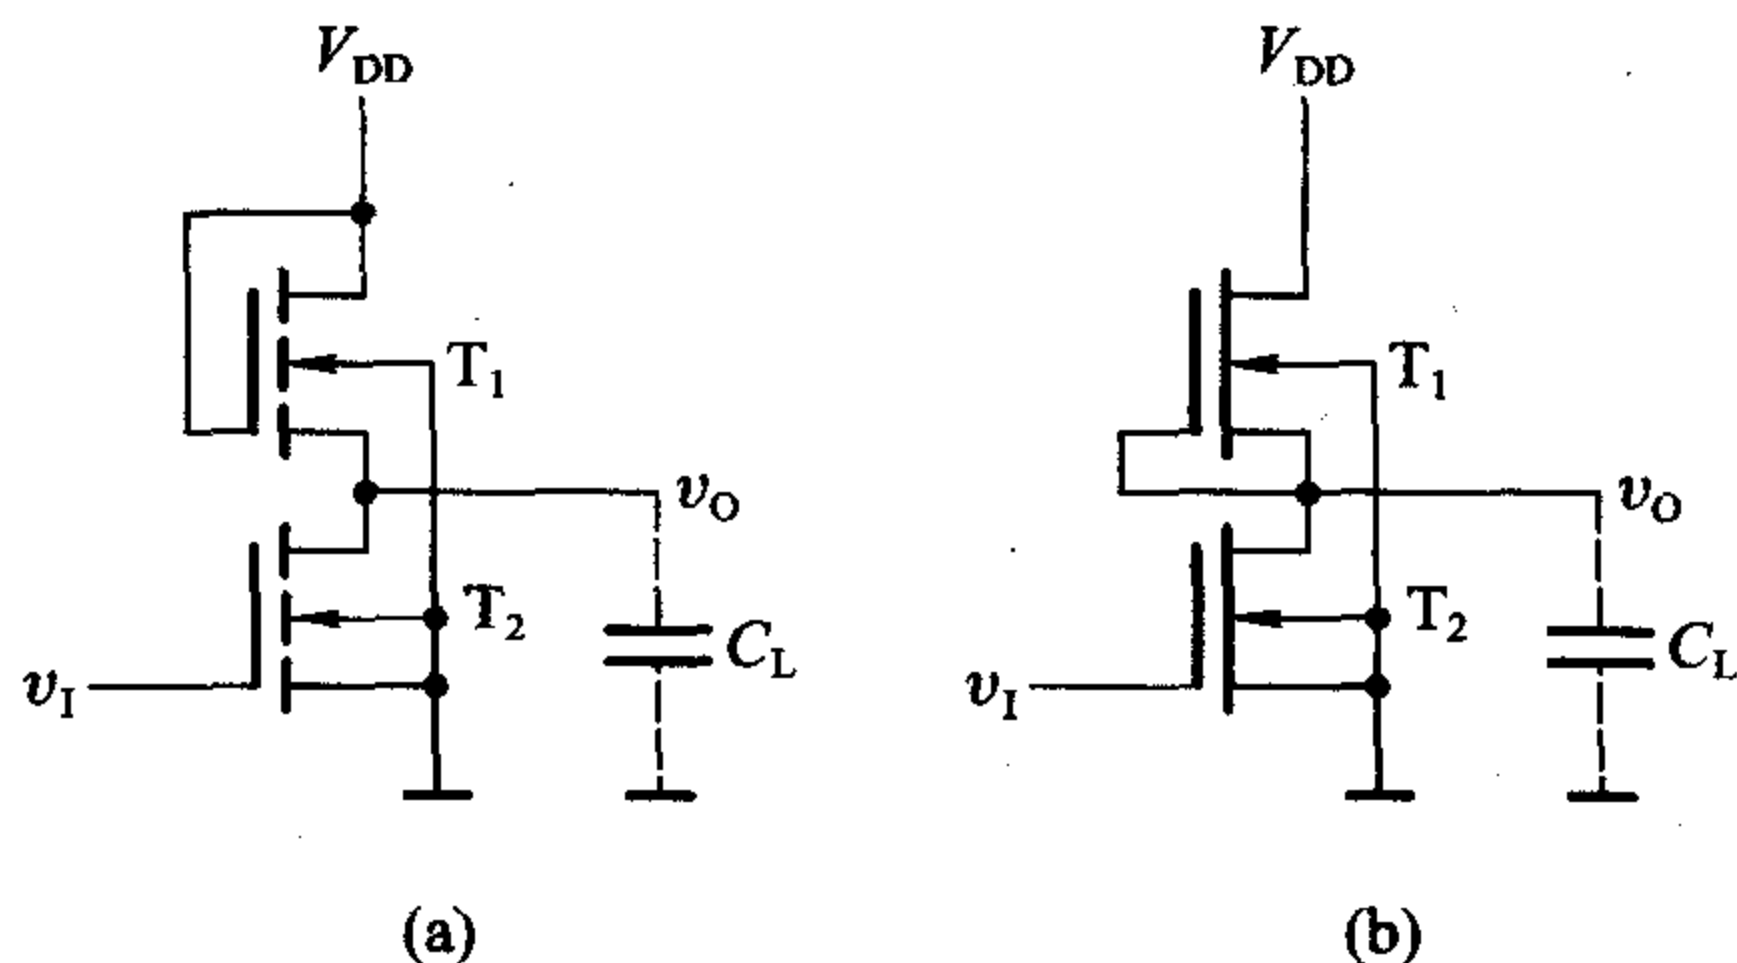 V_DD
T_1
v_O
T_2
C_L
v_I
(a)
V_DD
T_1
v_O
T_2
C_L
v_I
(b)